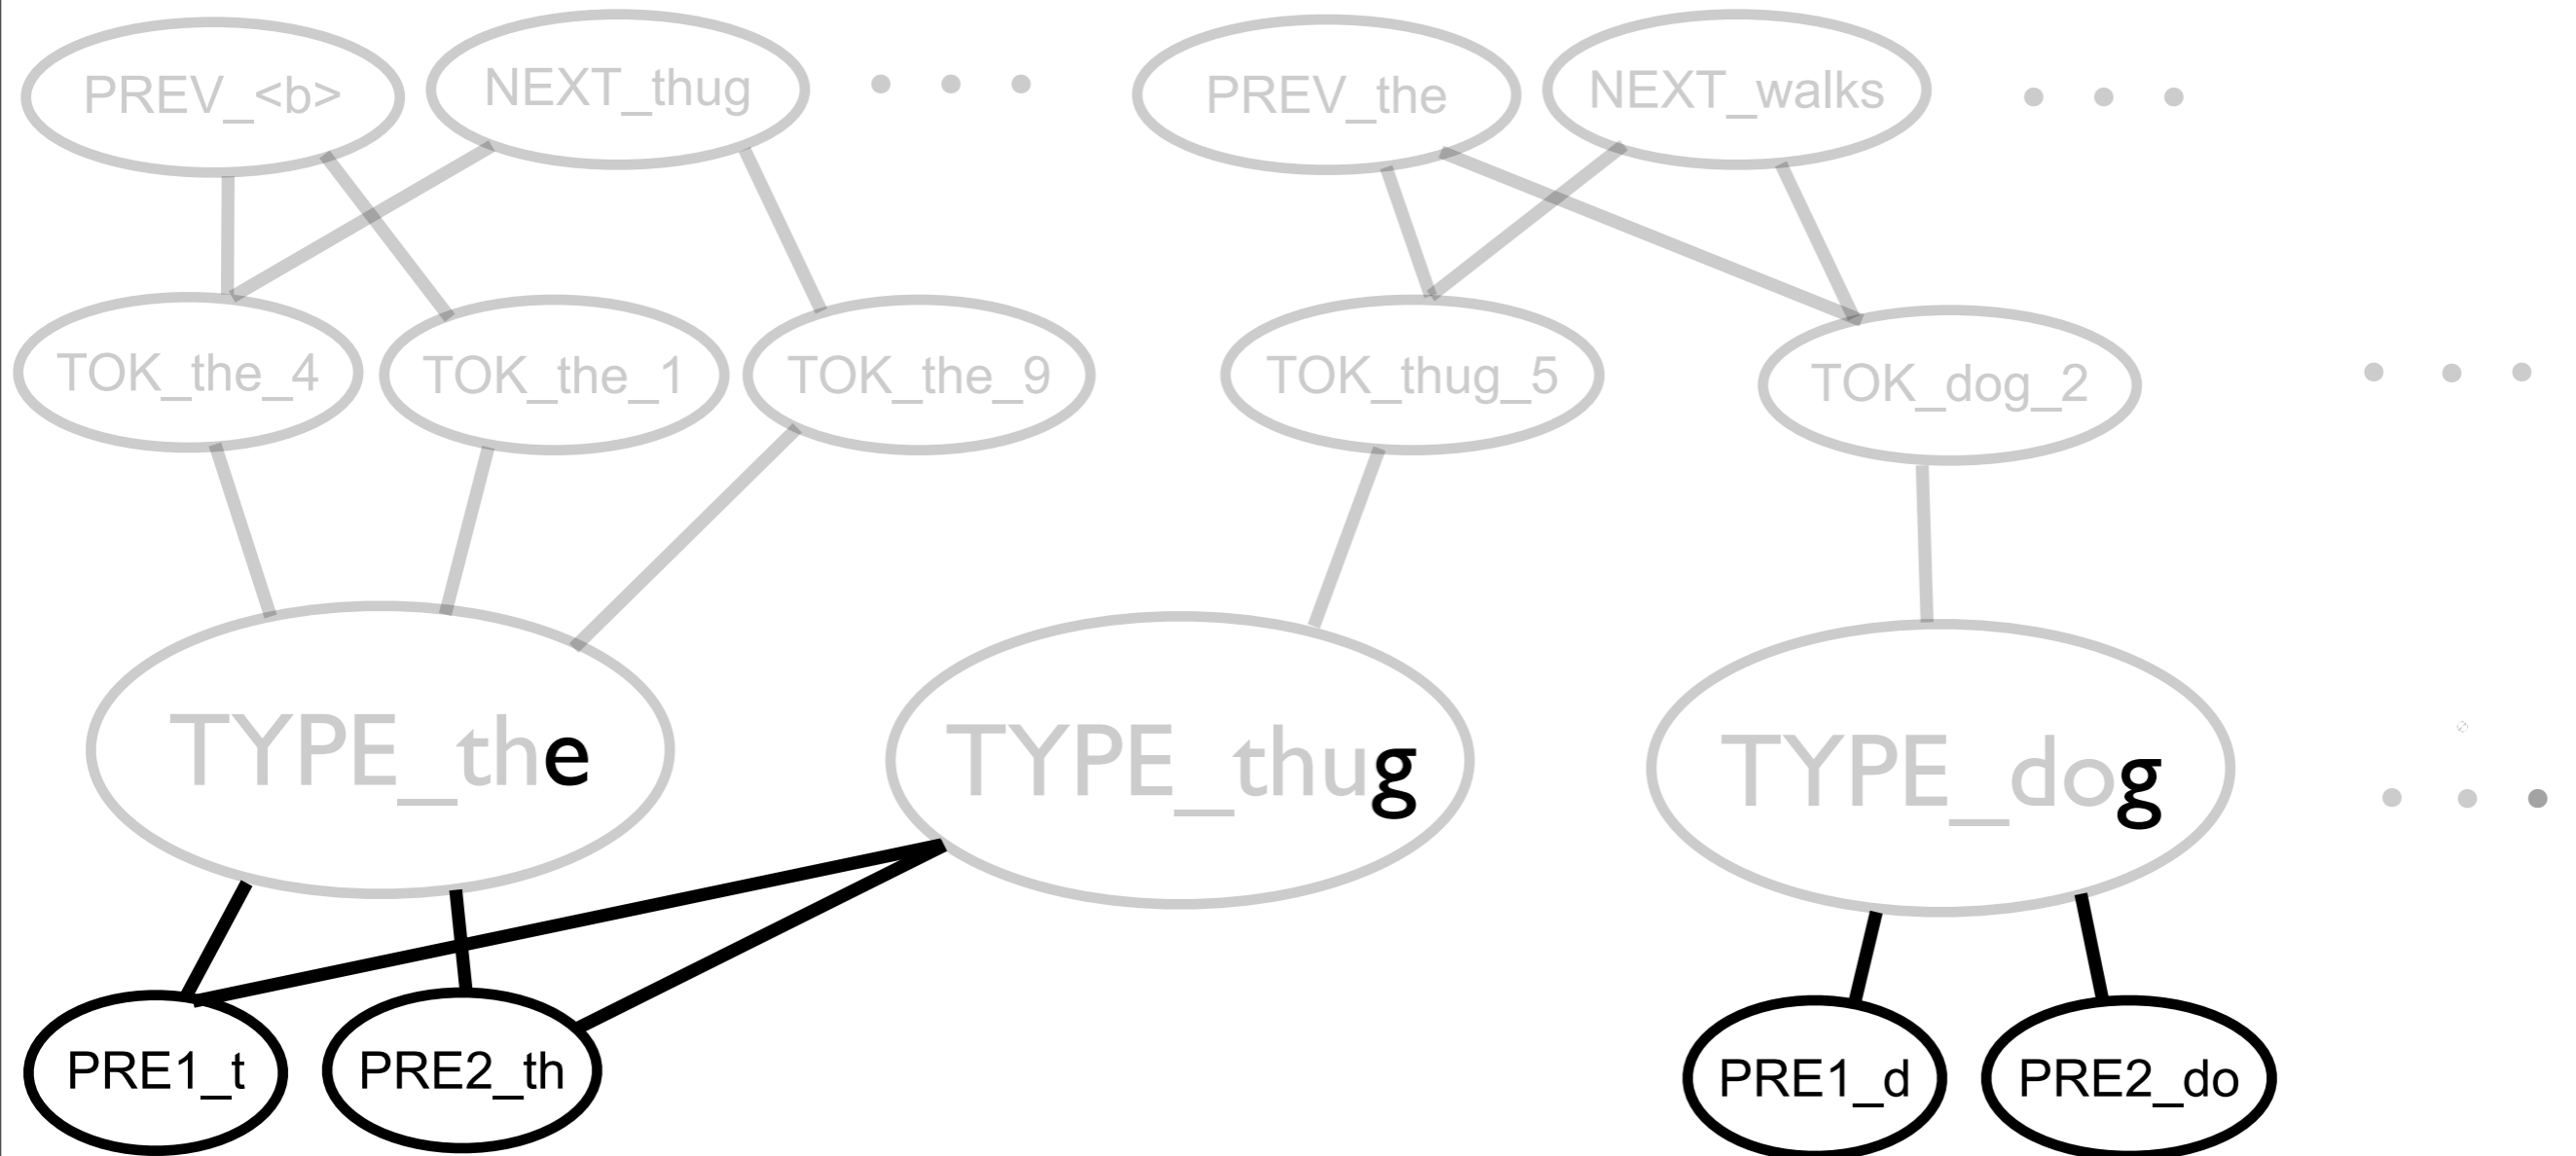 PREV_<b> NEXT_thug PREV_the NEXT_walks
TOK_the_4 TOK_the_1 TOK_the_9 TOK_thug_5 TOK_dog_2
TYPE_the TYPE_thug TYPE_dog
PRE1_t PRE2_th PRE1_d PRE2_do